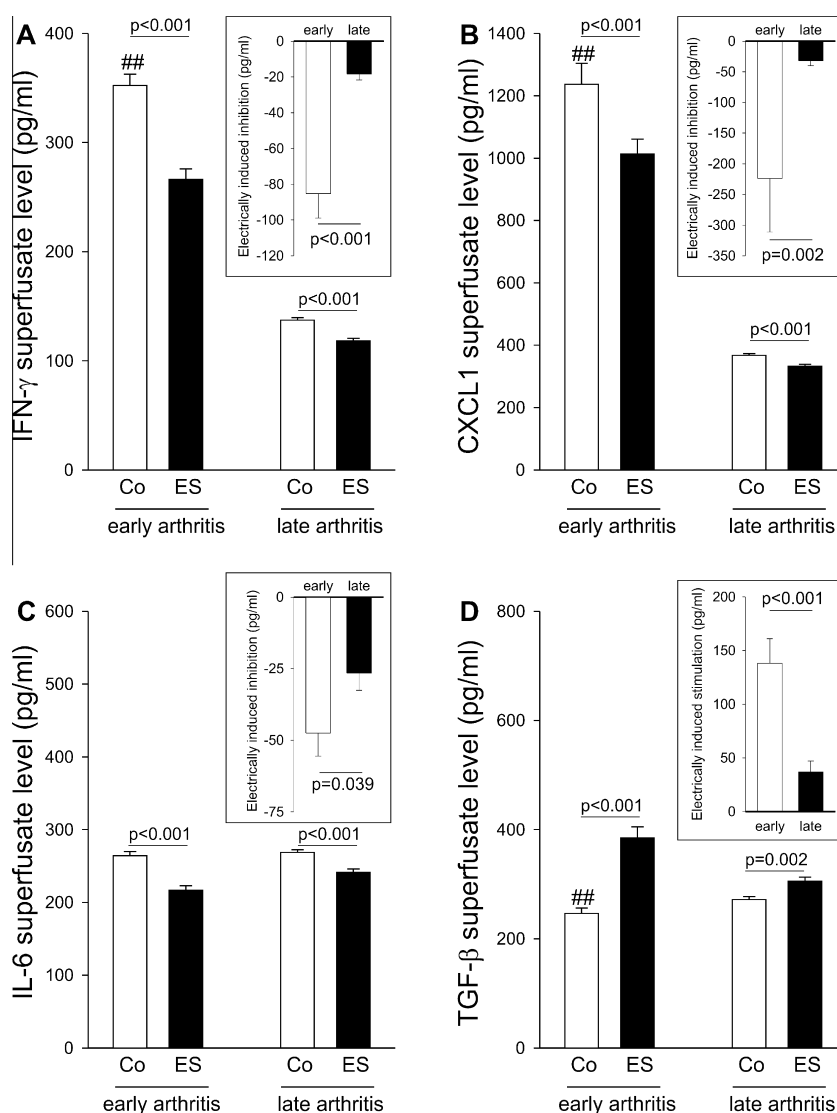 A
IFN-γ superfusate level (pg/ml)
400
300
200
100
0
##
p<0.001
p<0.001
Co ES Co ES
early arthritis late arthritis
Electrically induced inhibition (pg/ml)
early late
0
-20
-40
-60
-80
-100
-120
p<0.001
B
CXCL1 superfusate level (pg/ml)
1400
1200
1000
800
600
400
200
0
##
p<0.001
p<0.001
Co ES Co ES
early arthritis late arthritis
Electrically induced inhibition (pg/ml)
early late
0
-50
-100
-150
-200
-250
-300
-350
p=0.002
C
IL-6 superfusate level (pg/ml)
600
500
400
300
200
100
0
p<0.001
p<0.001
Co ES Co ES
early arthritis late arthritis
Electrically induced inhibition (pg/ml)
early late
0
-25
-50
-75
p=0.039
D
TGF-β superfusate level (pg/ml)
800
600
400
200
0
##
p<0.001
p=0.002
Co ES Co ES
early arthritis late arthritis
Electrically induced stimulation (pg/ml)
200
150
100
50
0
p<0.001
early late